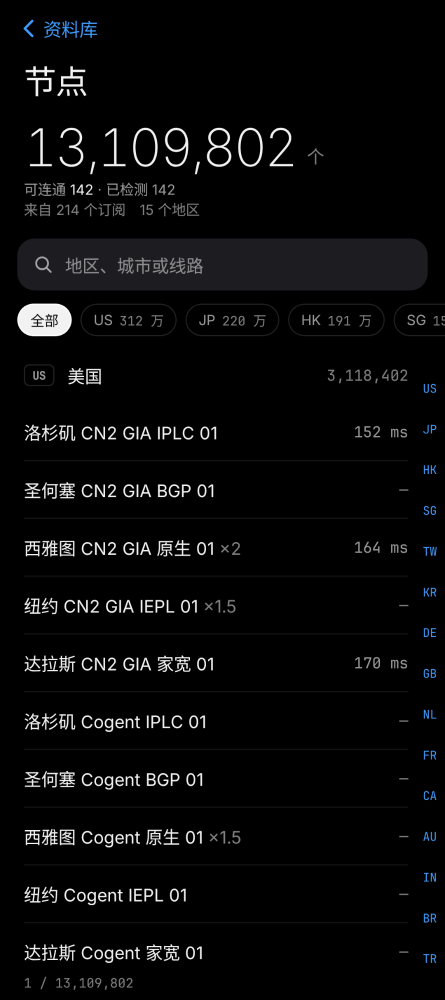 资料库
节点
13,109,802 个
可连通 142 · 已检测 142
来自 214 个订阅 15 个地区
地区、城市或线路
全部 US 312 万 JP 220 万 HK 191 万 SG
US 美国 3,118,402
US
JP
HK
SG
TW
KR
DE
GB
NL
FR
CA
AU
IN
BR
TR
洛杉矶 CN2 GIA IPLC 01 152 ms
圣何塞 CN2 GIA BGP 01 —
西雅图 CN2 GIA 原生 01 ×2 164 ms
纽约 CN2 GIA IEPL 01 ×1.5 —
达拉斯 CN2 GIA 家宽 01 170 ms
洛杉矶 Cogent IPLC 01 —
圣何塞 Cogent BGP 01 —
西雅图 Cogent 原生 01 ×1.5 —
纽约 Cogent IEPL 01 —
达拉斯 Cogent 家宽 01 —
1 / 13,109,802